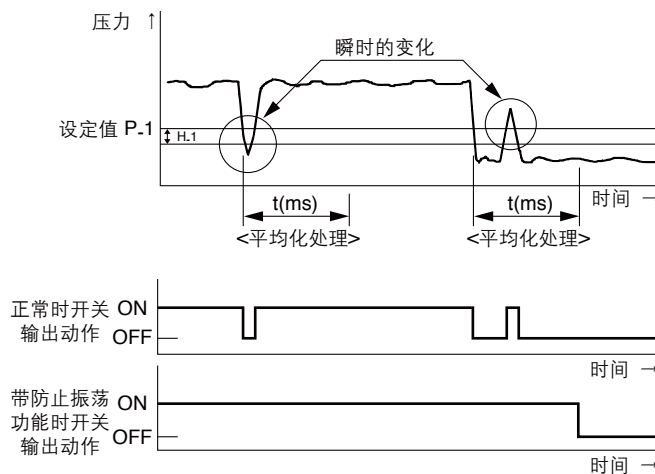 压力 ↑
瞬时的变化
设定值 P-1
H-1
t(ms)
t(ms)
时间 →
<平均化处理>
<平均化处理>
正常时开关 ON
输出动作 OFF
时间 →
带防止振荡 ON
功能时开关
输出动作 OFF
时间 →